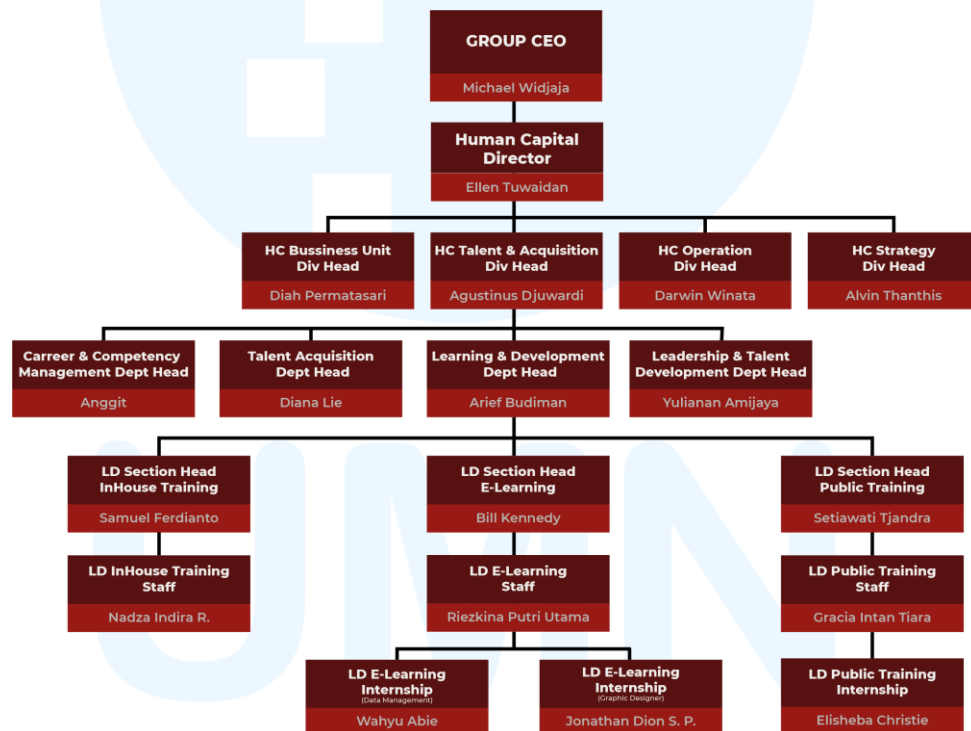 GROUP CEO
Michael Widjaja
Human Capital
Director
Ellen Tuwaidan
HC Bussiness Unit
Div Head
Diah Permatasari
HC Talent & Acquisition
Div Head
Agustinus Djuwardi
HC Operation
Div Head
Darwin Winata
HC Strategy
Div Head
Alvin Thanthis
Carreer & Competency
Management Dept Head
Anggit
Talent Acquisition
Dept Head
Diana Lie
Learning & Development
Dept Head
Arief Budiman
Leadership & Talent
Development Dept Head
Yulianan Amijaya
LD Section Head
InHouse Training
Samuel Ferdianto
LD Section Head
E-Learning
Bill Kennedy
LD Section Head
Public Training
Setiawati Tjandra
LD InHouse Training
Staff
Nadza Indira R.
LD E-Learning
Staff
Riezkina Putri Utama
LD Public Training
Staff
Gracia Intan Tiara
LD E-Learning
Internship
(Data Management)
Wahyu Abie
LD E-Learning
Internship
(Graphic Designer)
Jonathan Dion S. P.
LD Public Training
Internship
Elisheba Christie
UMN